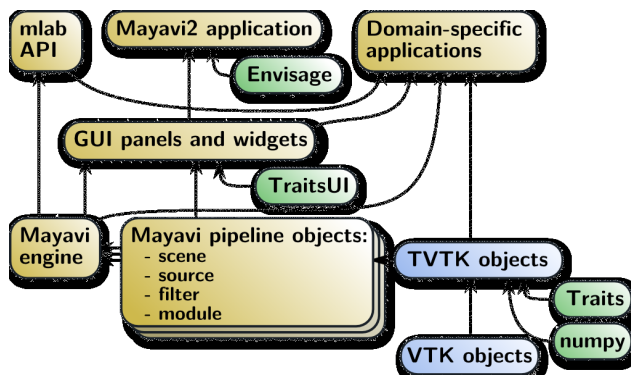 mlab
API
Mayavi2 application
Domain-specific
applications
Envisage
GUI panels and widgets
TraitsUI
Mayavi
engine
Mayavi pipeline objects:
- scene
- source
- filter
- module
TVTK objects
Traits
numpy
VTK objects